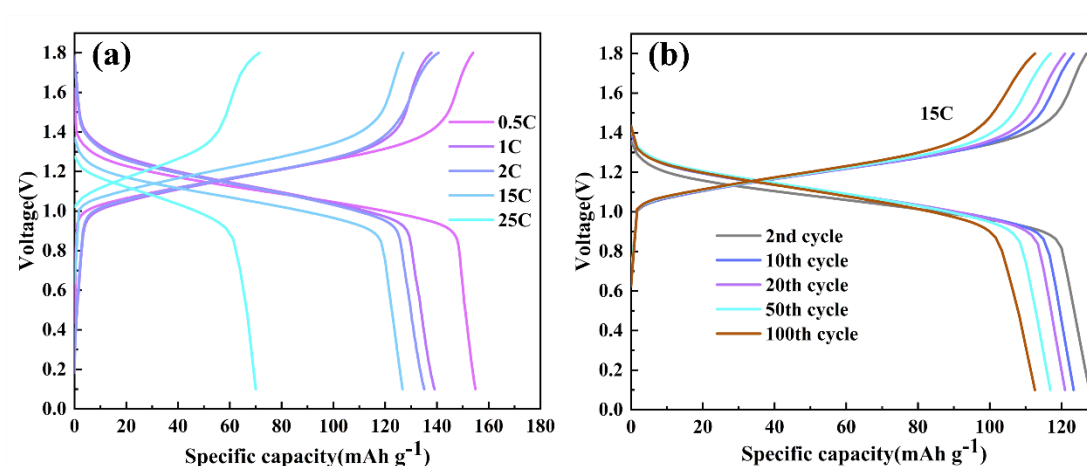 (a)
Voltage(V)
1.8
1.6
1.4
1.2
1.0
0.8
0.6
0.4
0.2
0.0
0.5C
1C
2C
15C
25C
0 20 40 60 80 100 120 140 160 180
Specific capacity(mAh g-1)
(b)
Voltage(V)
1.8
1.6
1.4
1.2
1.0
0.8
0.6
0.4
0.2
0.0
15C
2nd cycle
10th cycle
20th cycle
50th cycle
100th cycle
0 20 40 60 80 100 120
Specific capacity(mAh g-1)